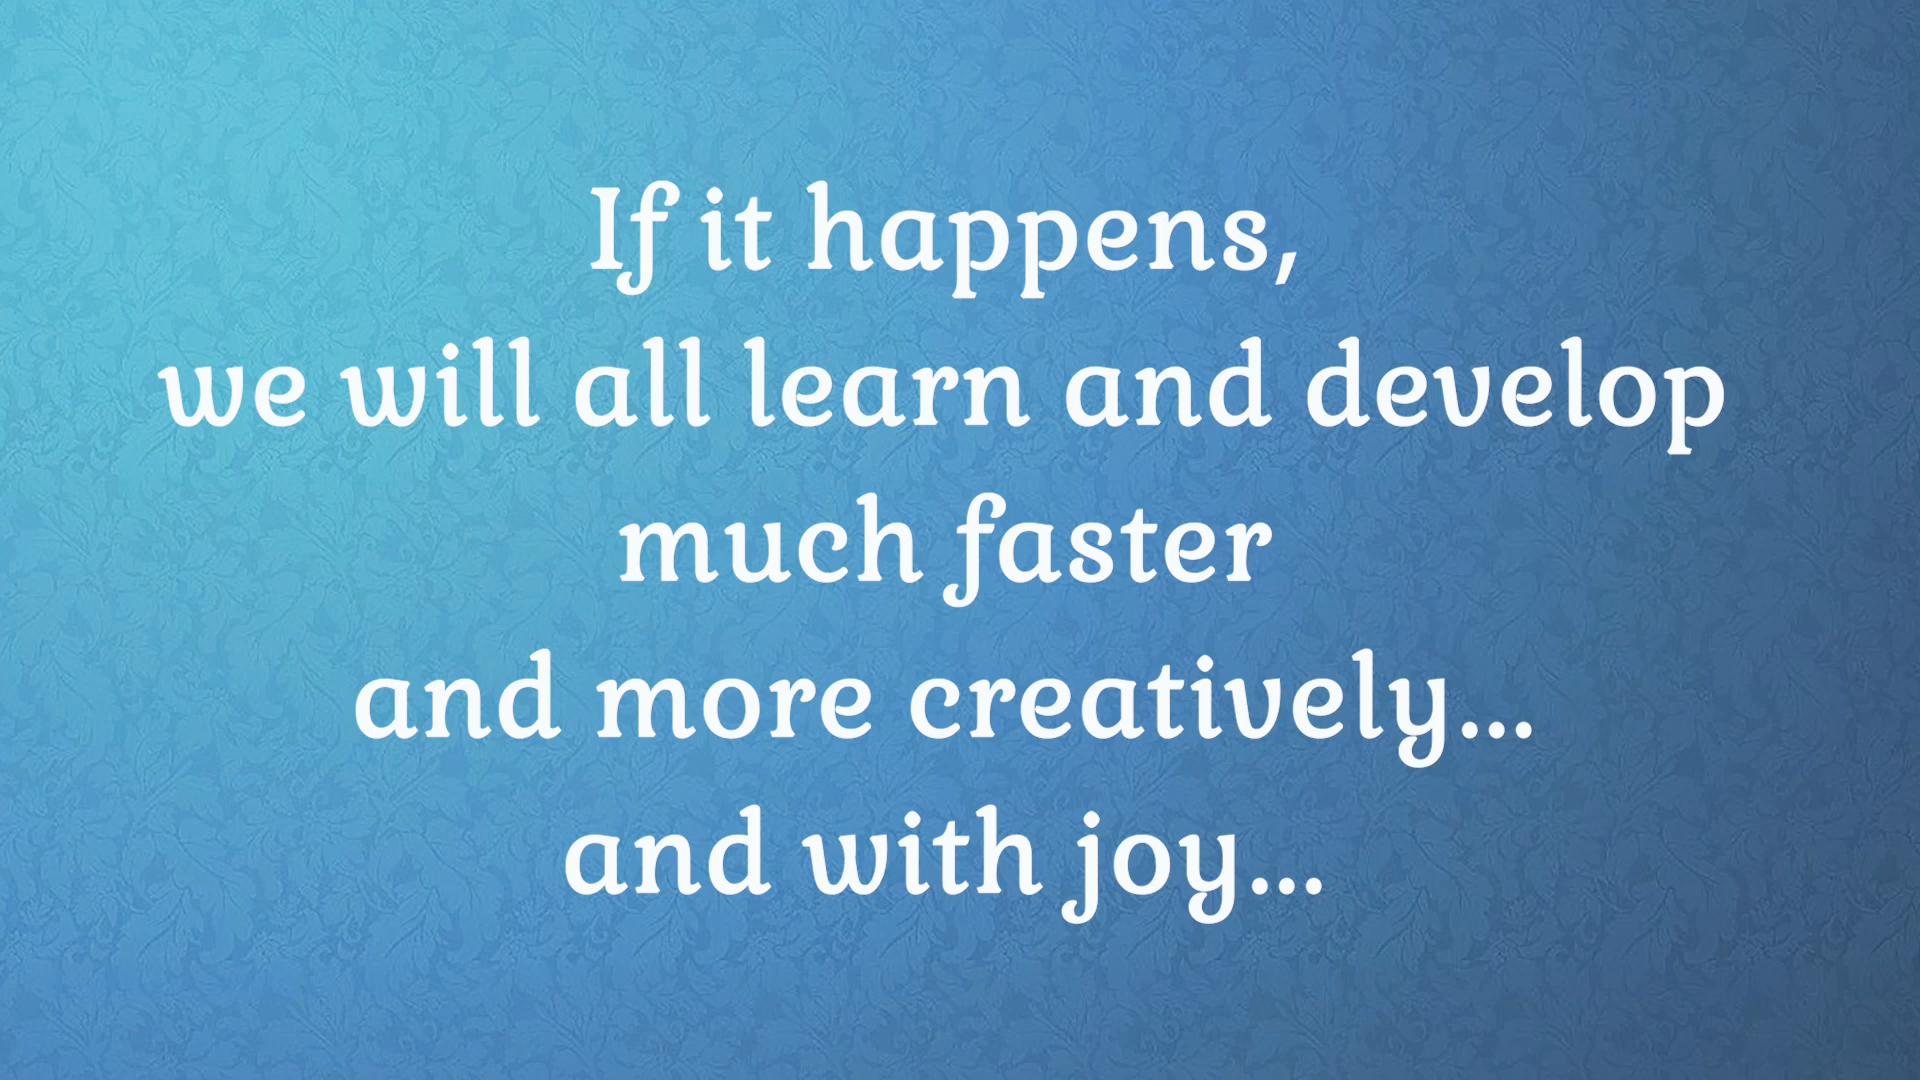 If it happens,
we will all learn and develop
much faster
and more creatively...
and with joy...